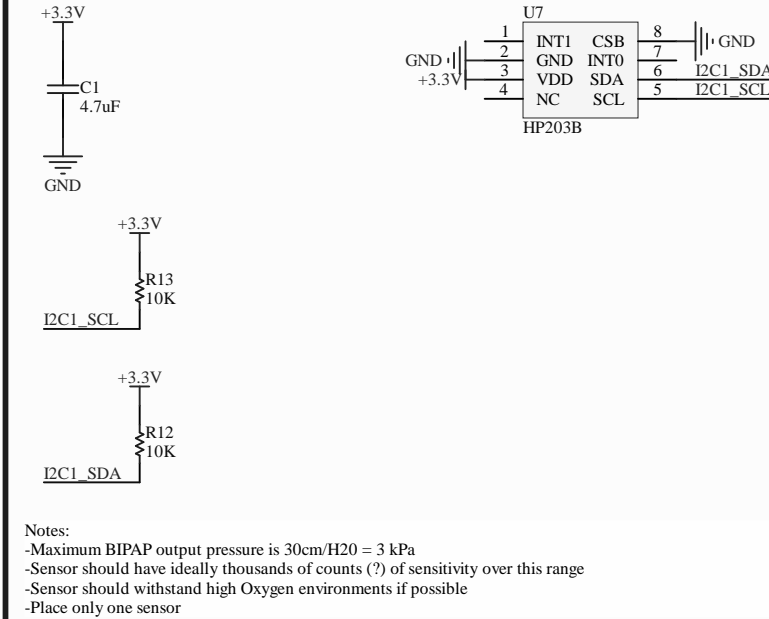 +3.3V
C1
4.7uF
GND
U7
1 INT1 CSB 8 GND
GND 2 GND INT0 7
+3.3V 3 VDD SDA 6 I2C1_SDA
4 NC SCL 5 I2C1_SCL
HP203B
+3.3V
R13
10K
I2C1_SCL
+3.3V
R12
10K
I2C1_SDA
Notes:
-Maximum BIPAP output pressure is 30cm/H20 = 3 kPa
-Sensor should have ideally thousands of counts (?) of sensitivity over this range
-Sensor should withstand high Oxygen environments if possible
-Place only one sensor